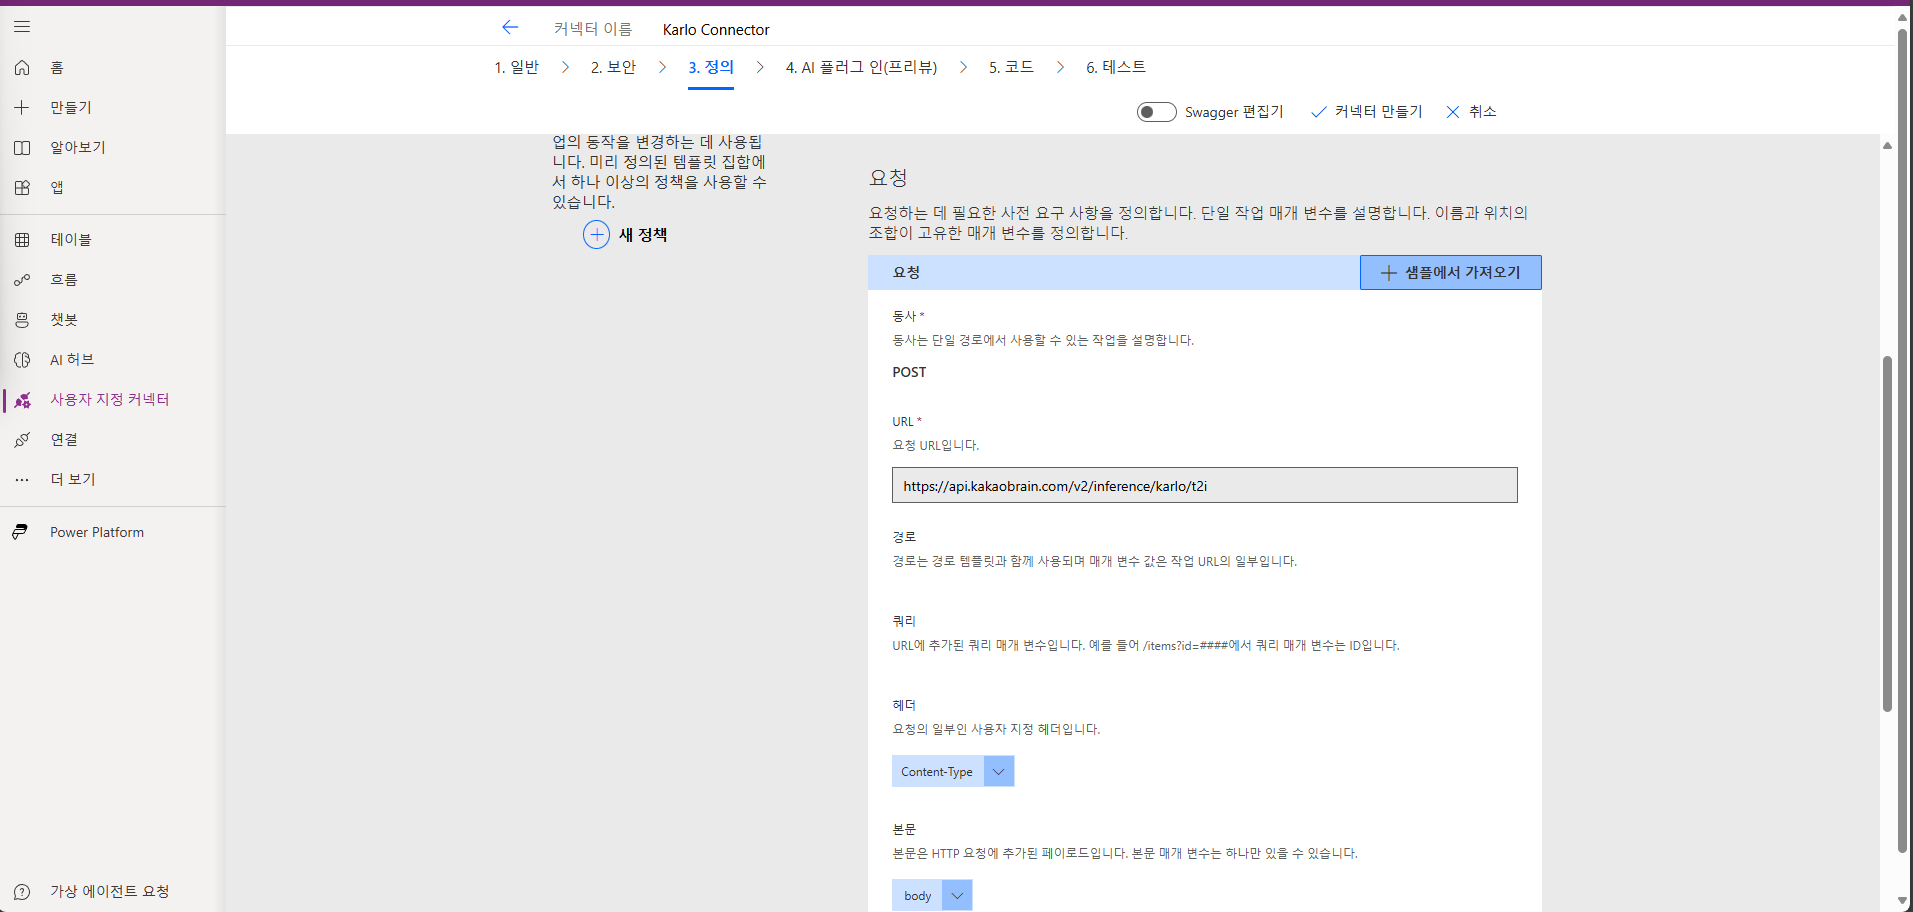 커넥터 이름 Karlo Connector
1. 일반 2. 보안 3. 정의 4. AI 플러그 인(프리뷰) 5. 코드 6. 테스트
Swagger 편집기 커넥터 만들기 취소
홈
만들기
알아보기
앱
테이블
흐름
챗봇
AI 허브
사용자 지정 커넥터
연결
더 보기
Power Platform
가상 에이전트 요청
업의 동작을 변경하는 데 사용됩
니다. 미리 정의된 템플릿 집합에
서 하나 이상의 정책을 사용할 수
있습니다.
새 정책
요청
요청하는 데 필요한 사전 요구 사항을 정의합니다. 단일 작업 매개 변수를 설명합니다. 이름과 위치의
조합이 고유한 매개 변수를 정의합니다.
요청 샘플에서 가져오기
동사 *
동사는 단일 경로에서 사용할 수 있는 작업을 설명합니다.
POST
URL *
요청 URL입니다.
https://api.kakaobrain.com/v2/inference/karlo/t2i
경로
경로는 경로 템플릿과 함께 사용되며 매개 변수 값은 작업 URL의 일부입니다.
쿼리
URL에 추가된 쿼리 매개 변수입니다. 예를 들어 /items?id=####에서 쿼리 매개 변수는 ID입니다.
헤더
요청의 일부인 사용자 지정 헤더입니다.
Content-Type
본문
본문은 HTTP 요청에 추가된 페이로드입니다. 본문 매개 변수는 하나만 있을 수 있습니다.
body